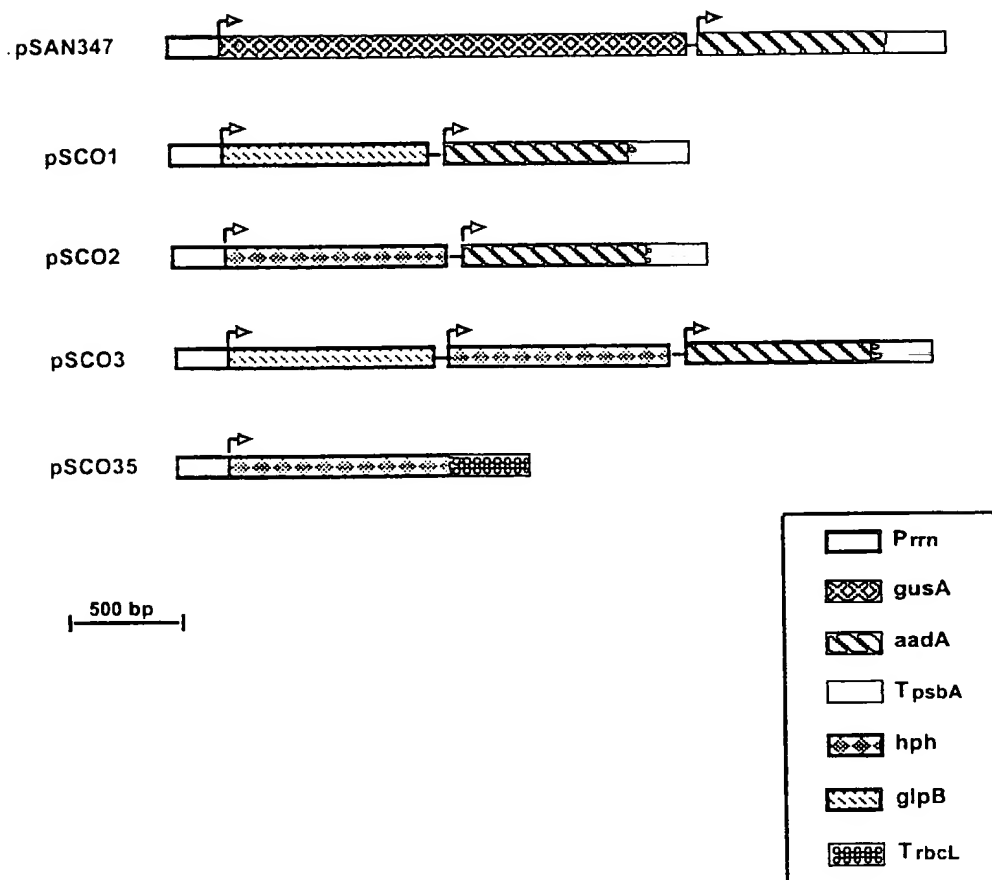 .pSAN347
pSCO1
pSCO2
pSCO3
pSCO35
500 bp
Prrn
gusA
aadA
TpsbA
hph
glpB
TrbcL